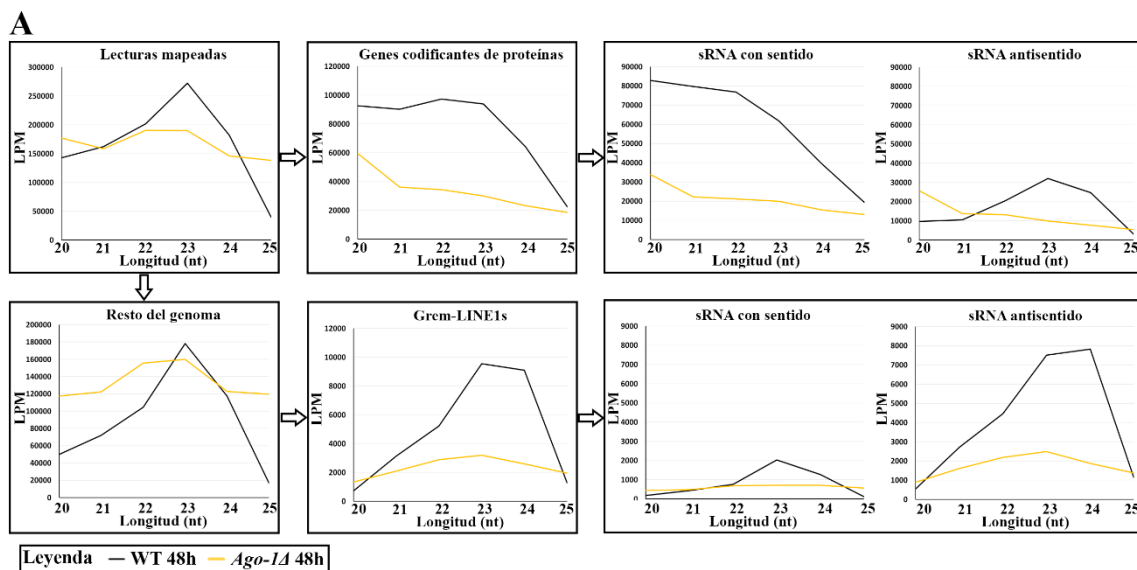 A
Lecturas mapeadas
300000
250000
200000
150000
100000
50000
0
LPM
20 21 22 23 24 25
Longitud (nt)
Genes codificantes de proteínas
120000
100000
80000
60000
40000
20000
0
LPM
20 21 22 23 24 25
Longitud (nt)
sRNA con sentido
90000
80000
70000
60000
50000
40000
30000
20000
10000
0
LPM
20 21 22 23 24 25
Longitud (nt)
sRNA antisentido
90000
80000
70000
60000
50000
40000
30000
20000
10000
0
LPM
20 21 22 23 24 25
Longitud (nt)
Resto del genoma
200000
180000
160000
140000
120000
100000
80000
60000
40000
20000
0
LPM
20 21 22 23 24 25
Longitud (nt)
Grem-LINE1s
12000
10000
8000
6000
4000
2000
0
LPM
20 21 22 23 24 25
Longitud (nt)
sRNA con sentido
9000
8000
7000
6000
5000
4000
3000
2000
1000
0
LPM
20 21 22 23 24 25
Longitud (nt)
sRNA antisentido
9000
8000
7000
6000
5000
4000
3000
2000
1000
0
LPM
20 21 22 23 24 25
Longitud (nt)
Leyenda WT 48h Ago-1Δ 48h